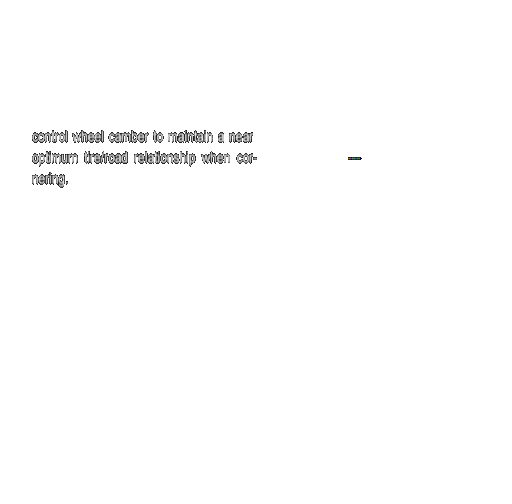 control wheel camber to maintain a near
optimum tire/road relationship when cor-
nering.